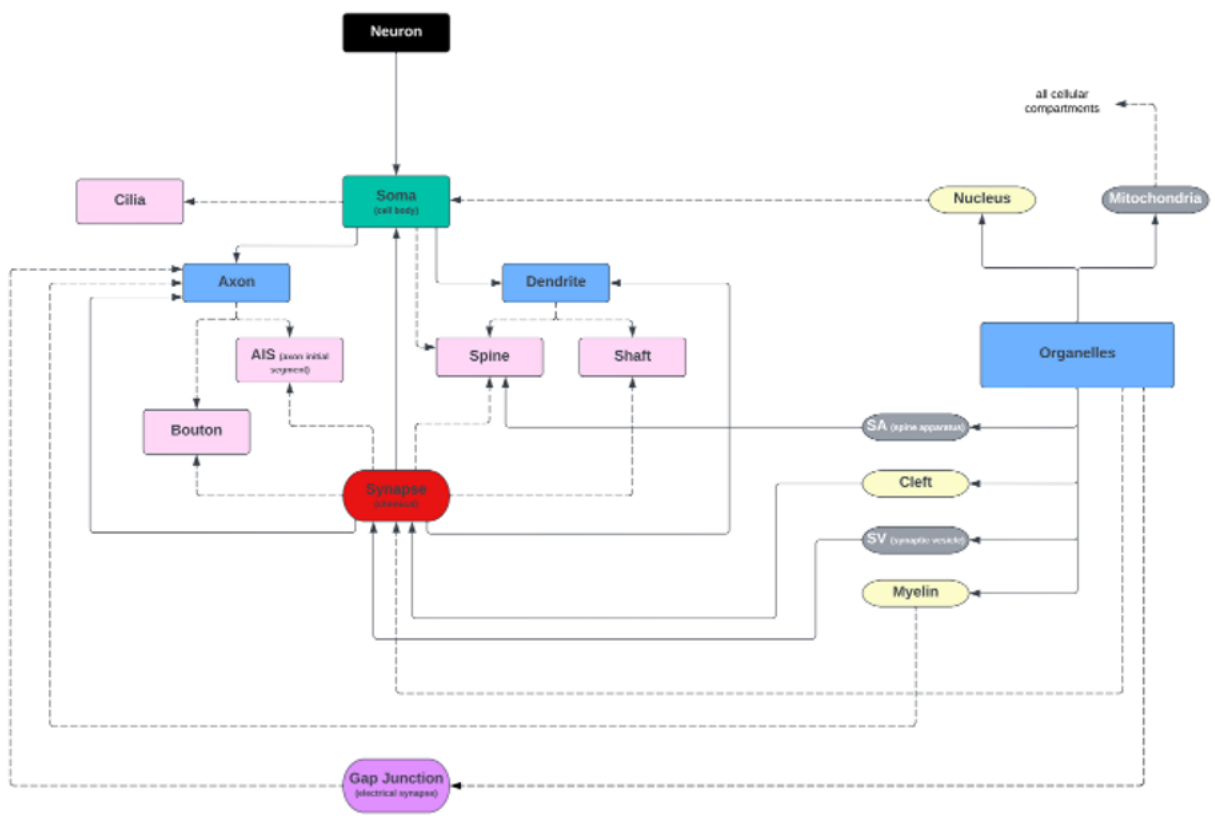 Neuron
all cellular
compartments
Cilia
Soma
(cell body)
Nucleus
Mitochondria
Axon
Dendrite
Organelles
AIS (axon initial
segment)
Spine
Shaft
Bouton
SA (spine apparatus)
Cleft
Synapse
(chemical)
SV (synaptic vesicle)
Myelin
Gap Junction
(electrical synapse)